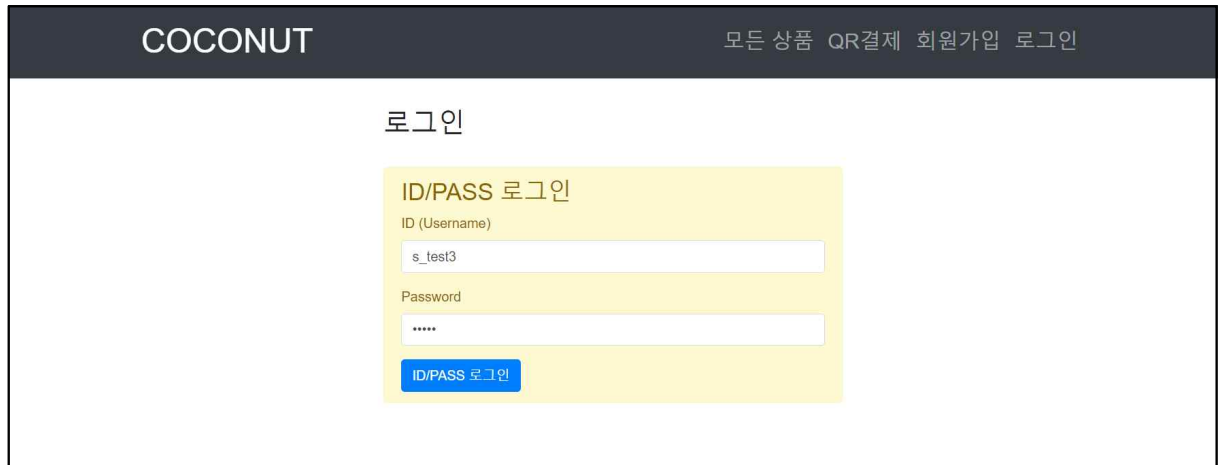 COCONUT 모든 상품 QR결제 회원가입 로그인
로그인
ID/PASS 로그인
ID (Username)
s_test3
Password
•••••
ID/PASS 로그인